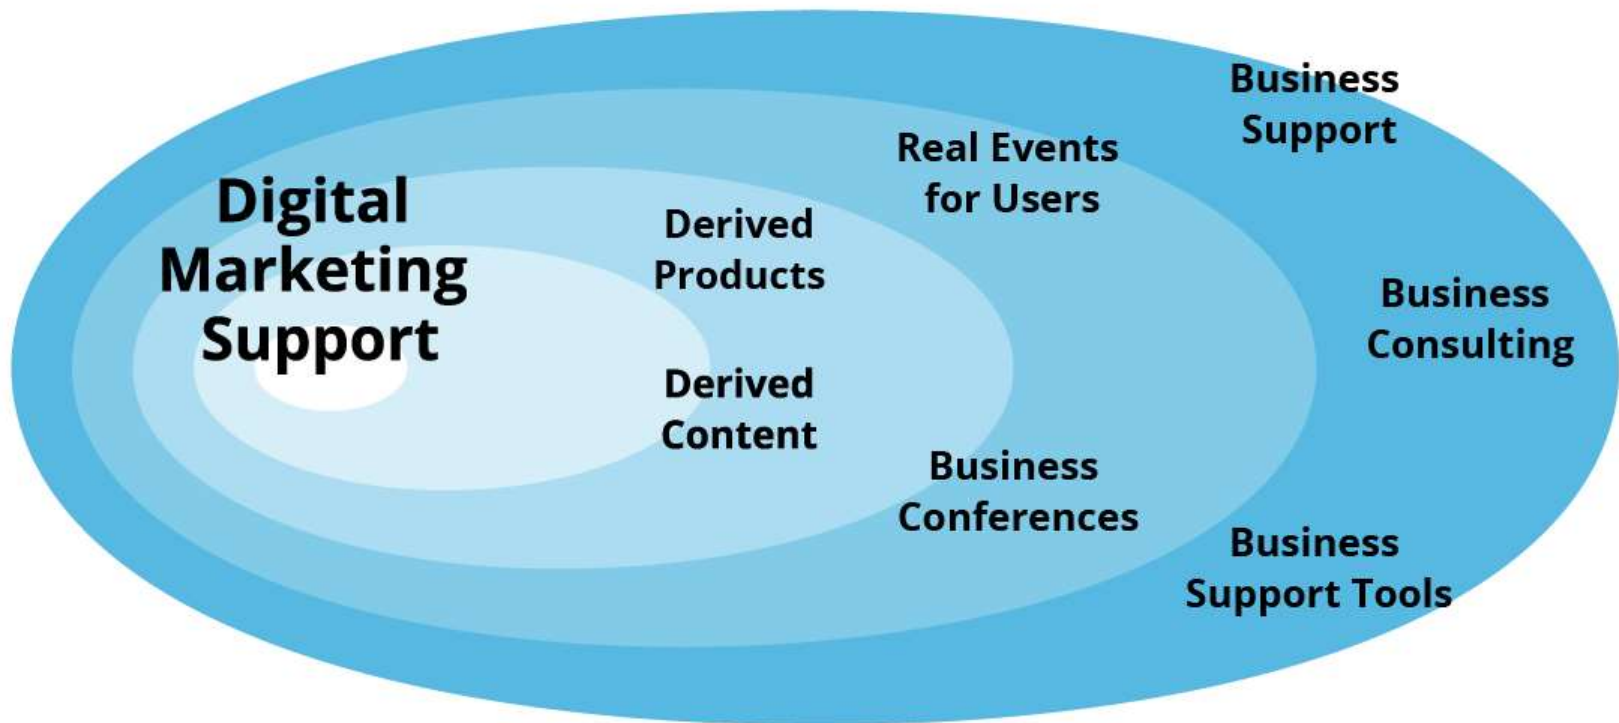 Digital
Marketing
Support
Derived
Products
Derived
Content
Real Events
for Users
Business
Conferences
Business
Support
Business
Consulting
Business
Support Tools